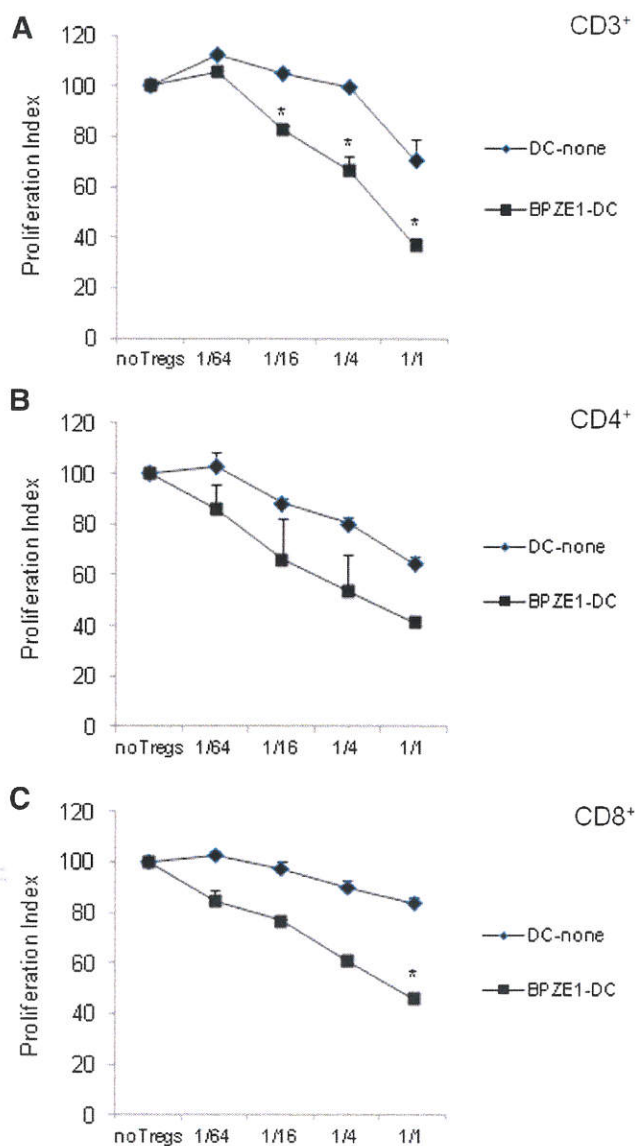 A
CD3⁺
120
100
80
60
40
20
0
Proliferation Index
*
*
*
noTregs 1/64 1/16 1/4 1/1
DC-none
BPZE1-DC
B
CD4⁺
120
100
80
60
40
20
0
Proliferation Index
noTregs 1/64 1/16 1/4 1/1
DC-none
BPZE1-DC
C
CD8⁺
120
100
80
60
40
20
0
Proliferation Index
*
noTregs 1/64 1/16 1/4 1/1
DC-none
BPZE1-DC